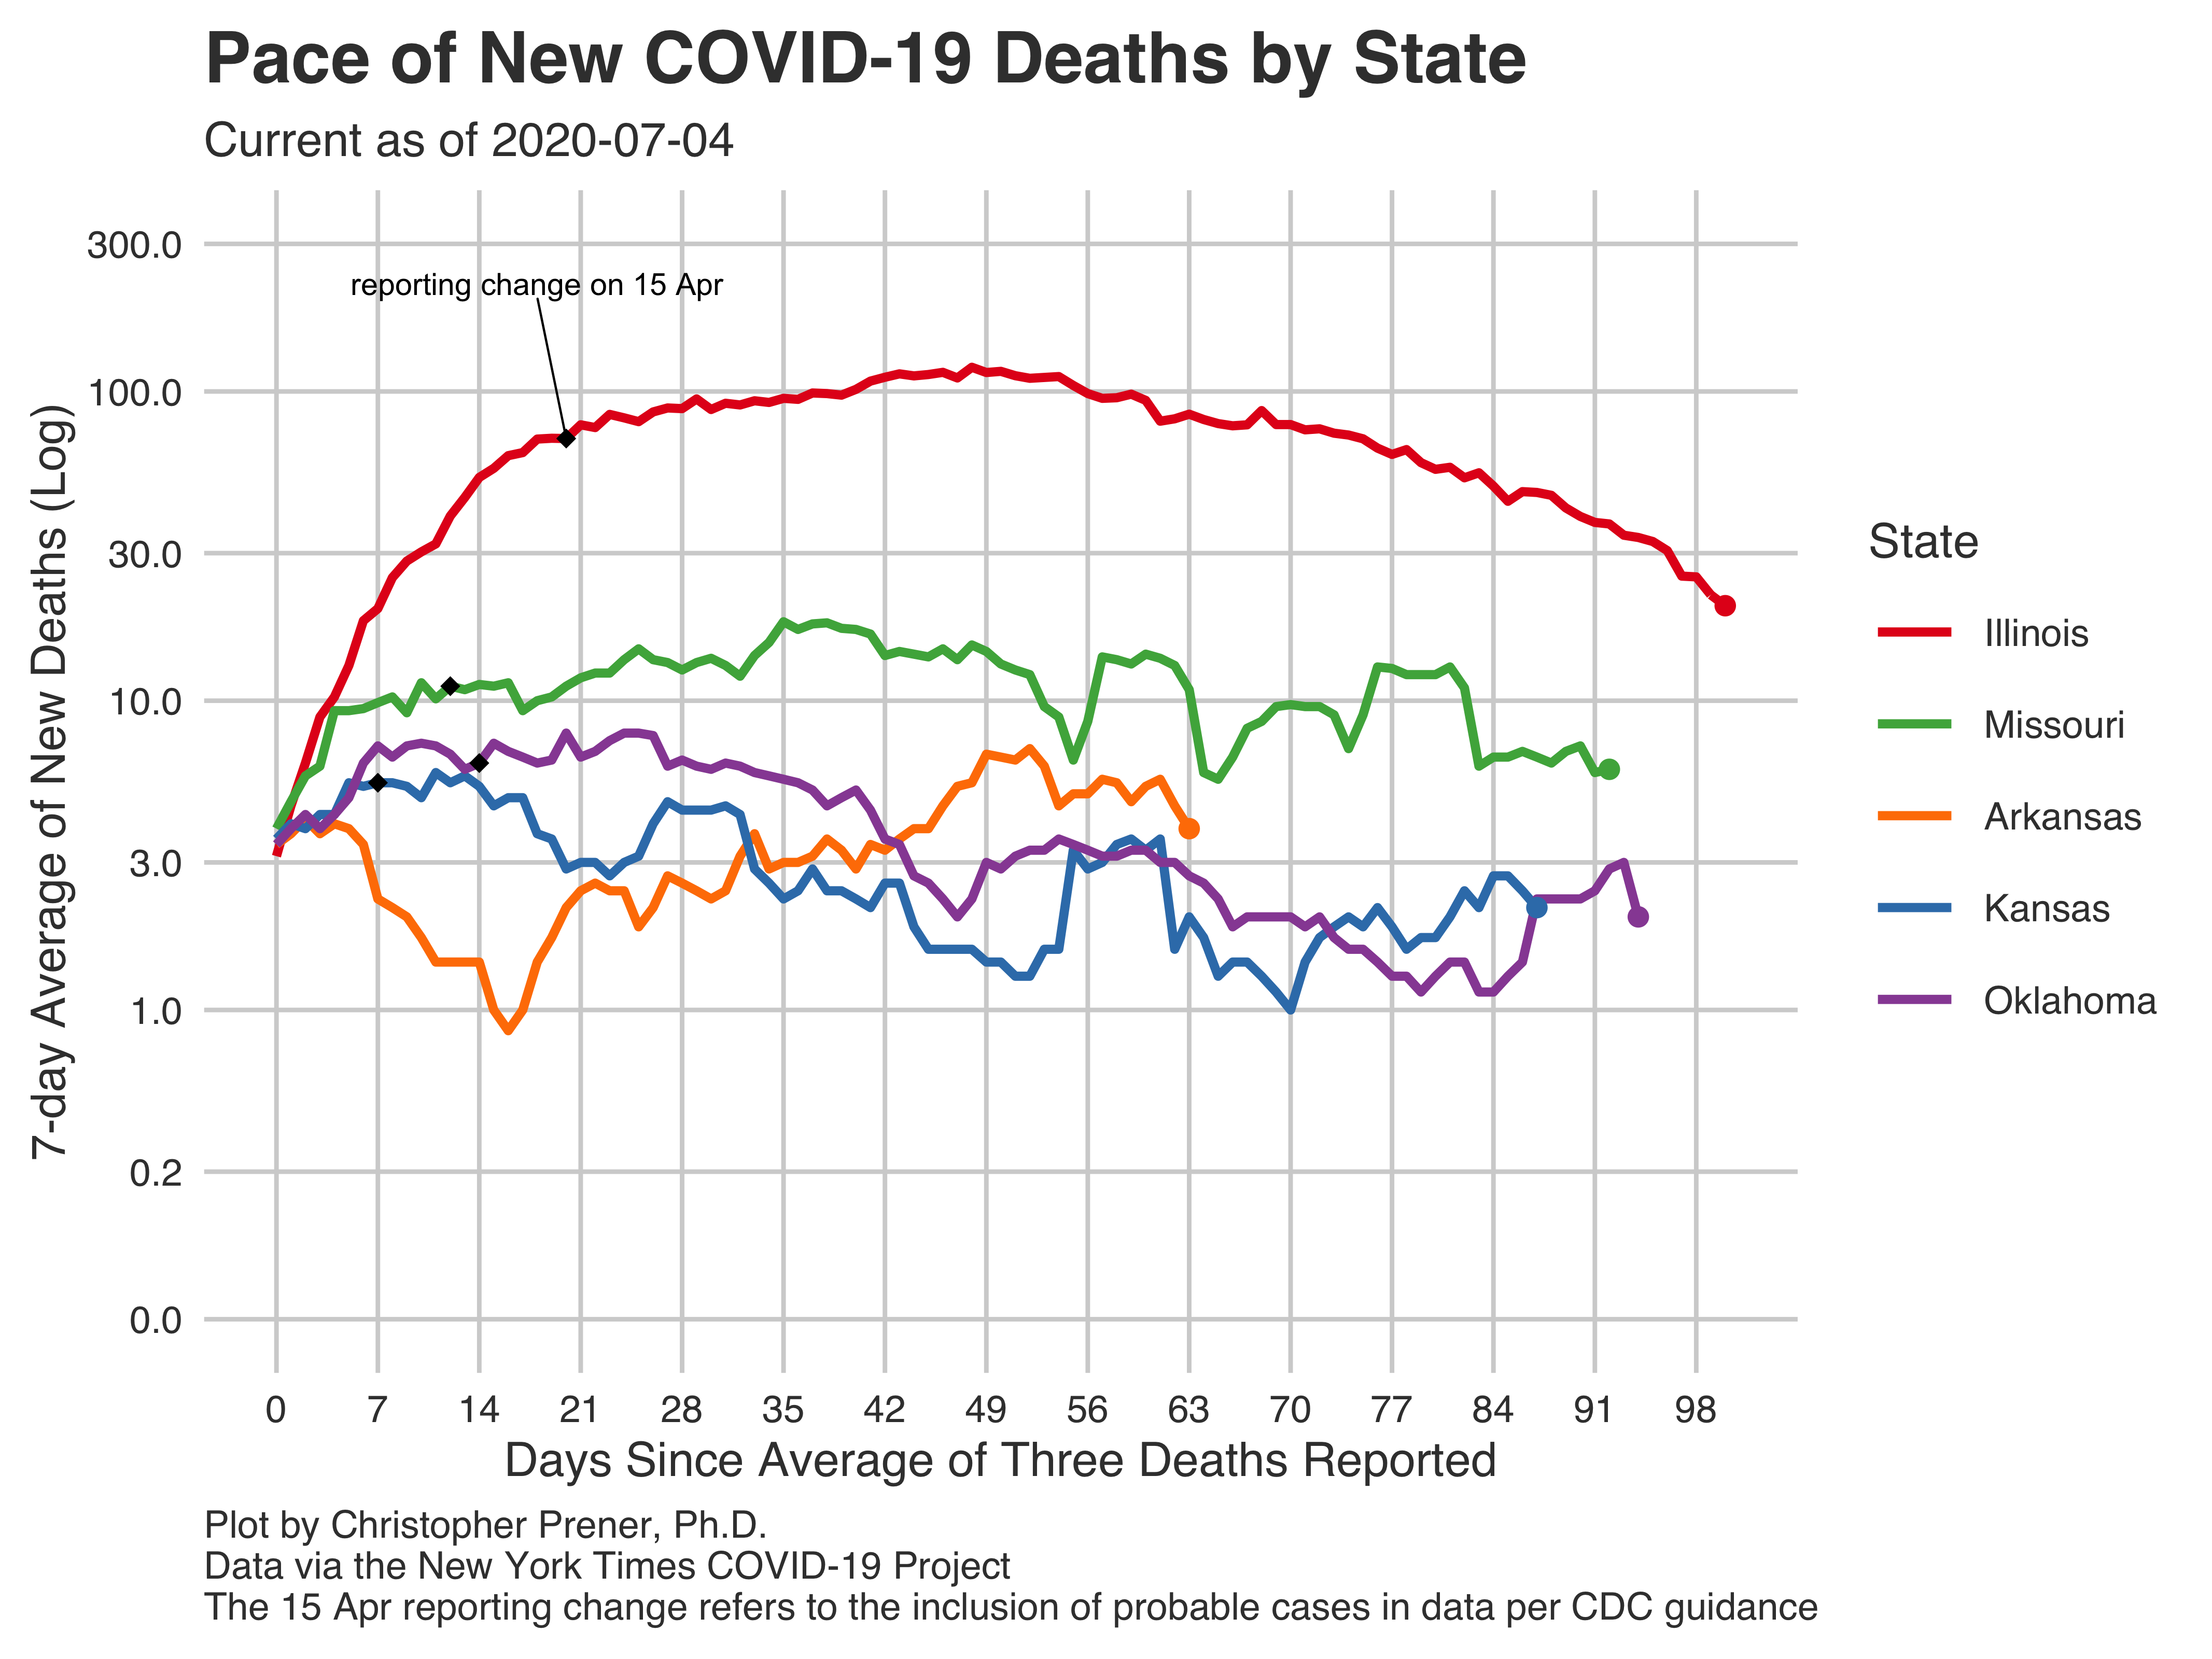 Pace of New COVID-19 Deaths by State
Current as of 2020-07-04
300.0
reporting change on 15 Apr
100.0
30.0
10.0
3.0
1.0
0.2
0.0
7-day Average of New Deaths (Log)
State
Illinois
Missouri
Arkansas
Kansas
Oklahoma
0 7 14 21 28 35 42 49 56 63 70 77 84 91 98
Days Since Average of Three Deaths Reported
Plot by Christopher Prener, Ph.D.
Data via the New York Times COVID-19 Project
The 15 Apr reporting change refers to the inclusion of probable cases in data per CDC guidance